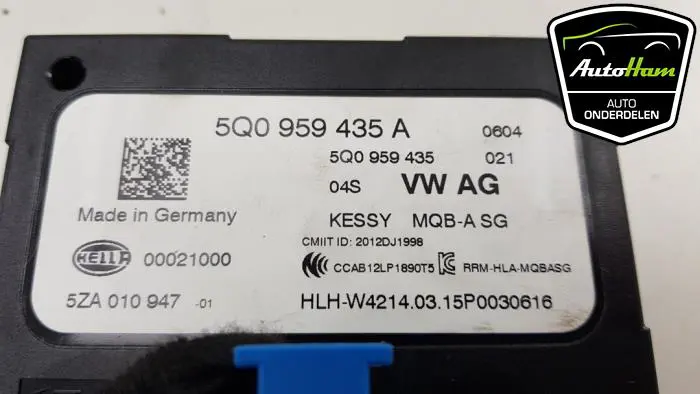 5Q0 959 435 A 0604
5Q0 959 435 021
04S VW AG
Made in Germany
KESSY MQB-A SG
CMIIT ID: 2012DJ1998
HELLA 00021000
CCC CCAB12LP1890T5 RRM-HLA-MQBASG
5ZA 010 947 -01
HLH-W4214.03.15P0030616
AutoHam
AUTO
ONDERDELEN